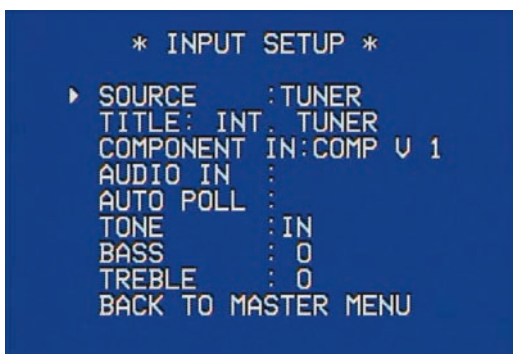 * INPUT SETUP *
SOURCE :TUNER
TITLE: INT. TUNER
COMPONENT IN:COMP V 1
AUDIO IN :
AUTO POLL :
TONE :IN
BASS : 0
TREBLE : 0
BACK TO MASTER MENU